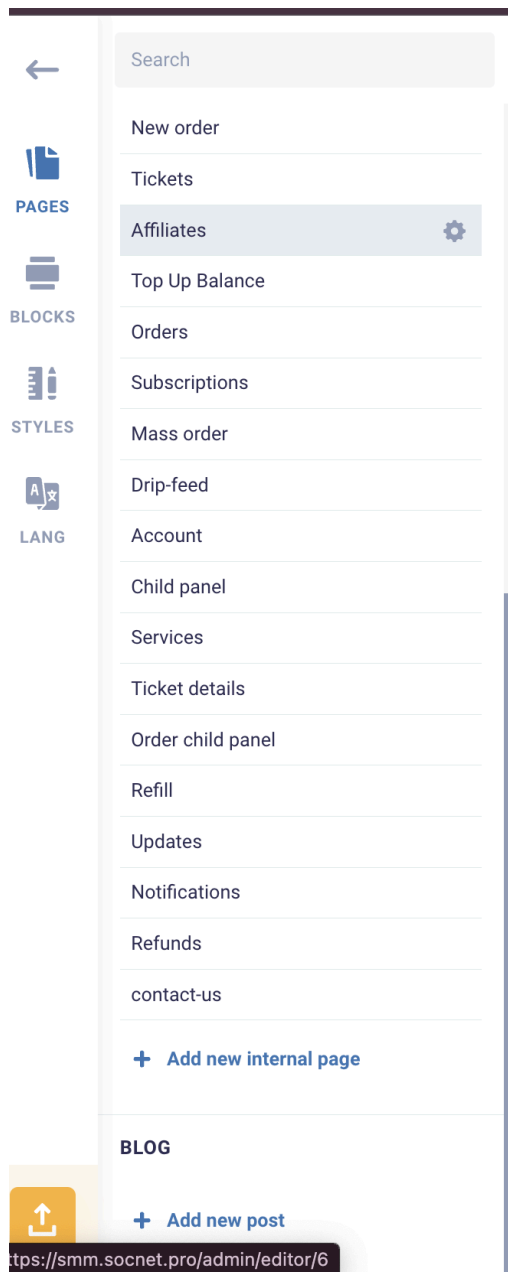 Search
PAGES
BLOCKS
STYLES
A
LANG
New order
Tickets
Affiliates
Top Up Balance
Orders
Subscriptions
Mass order
Drip-feed
Account
Child panel
Services
Ticket details
Order child panel
Refill
Updates
Notifications
Refunds
contact-us
+ Add new internal page
BLOG
+ Add new post
ttps://smm.socnet.pro/admin/editor/6